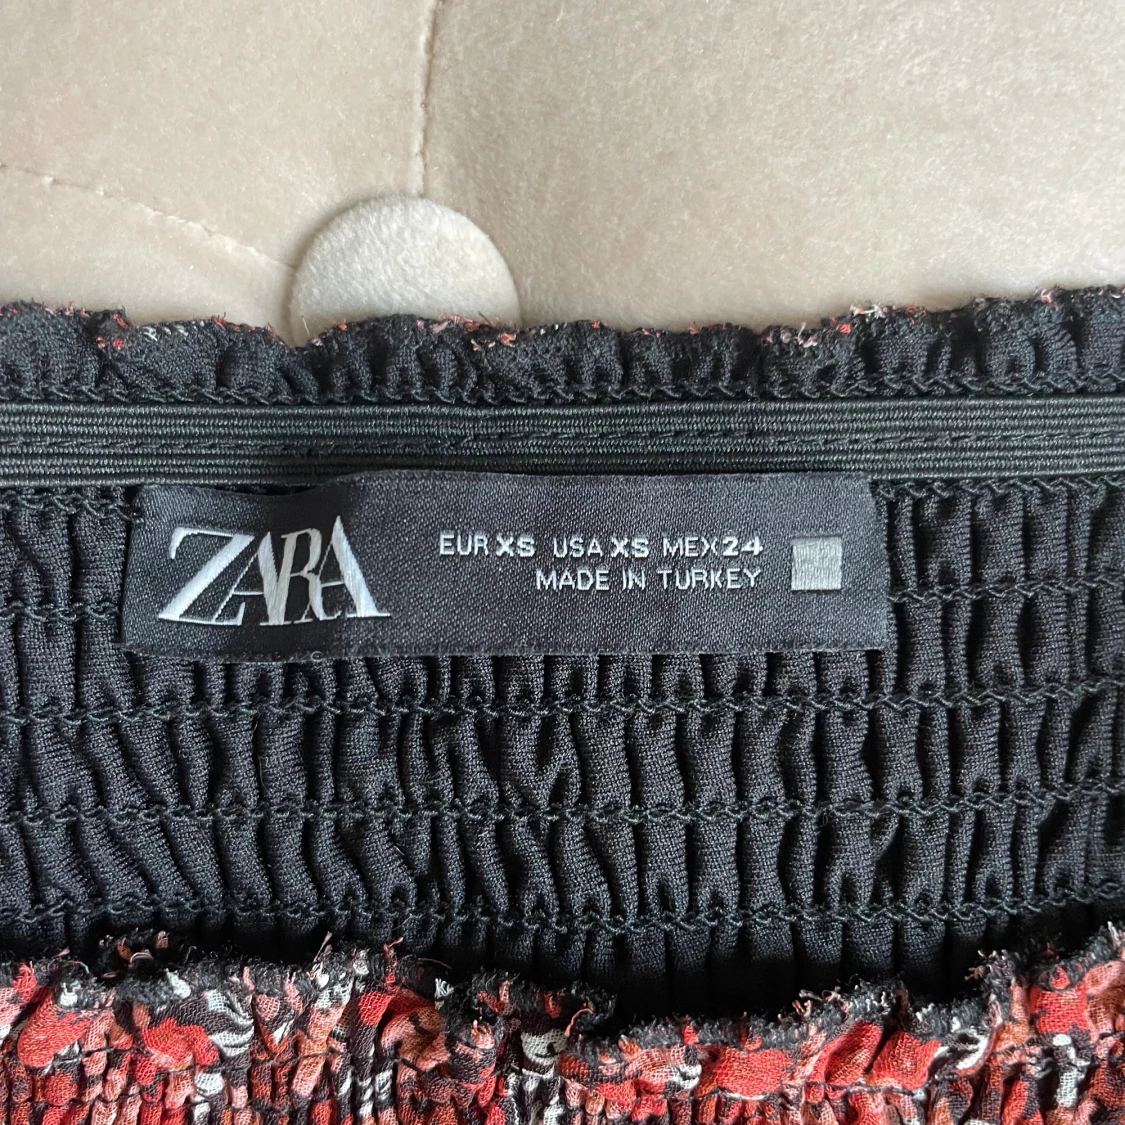 ZARA
EUR XS USA XS MEX 24
MADE IN TURKEY